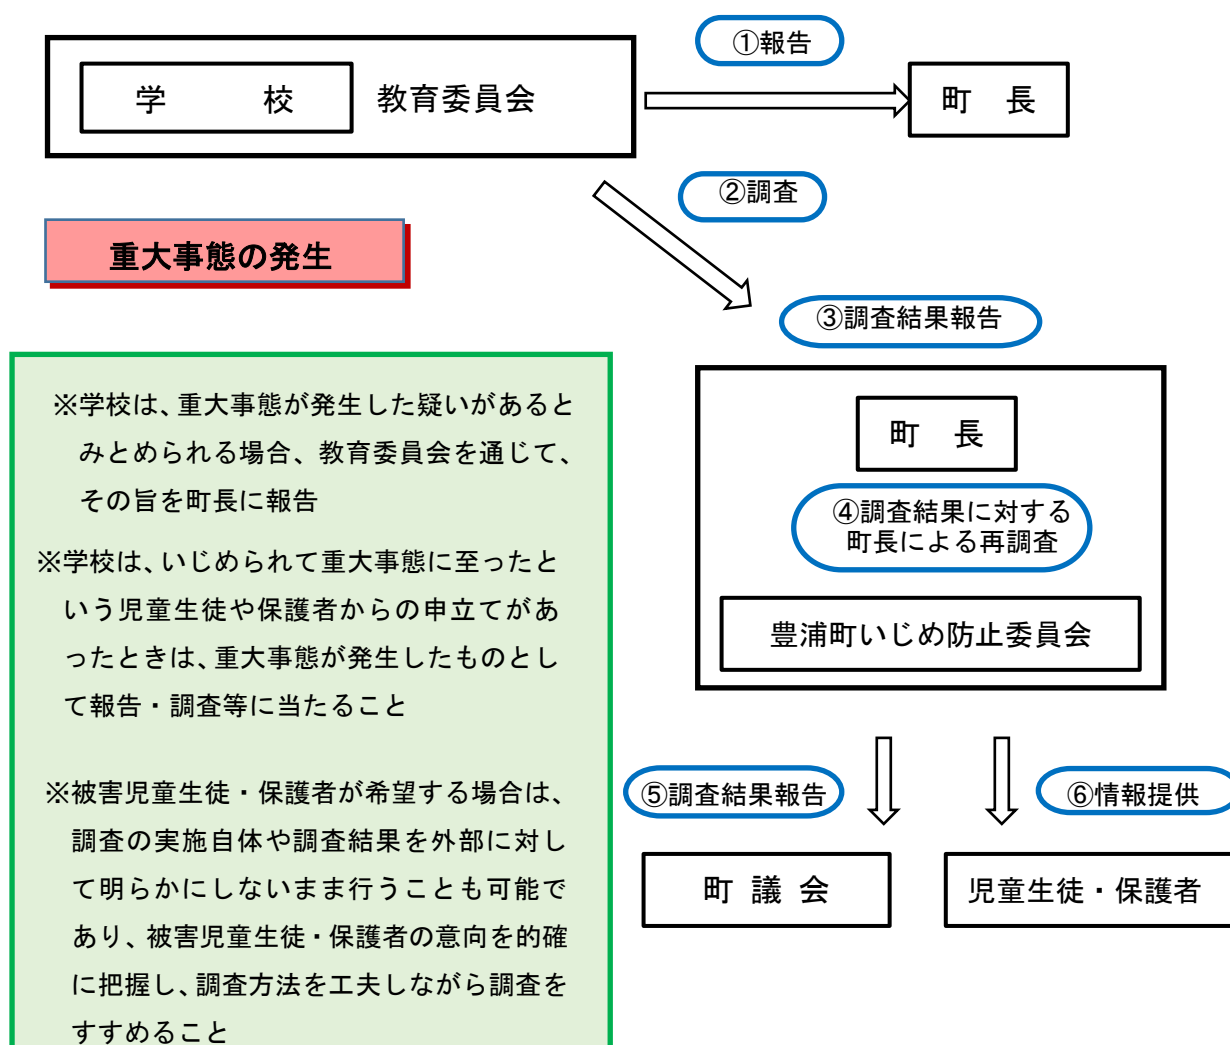 ①報告
学　校　教育委員会
町　長
②調査
重大事態の発生
③調査結果報告
町　長
④調査結果に対する
町長による再調査
豊浦町いじめ防止委員会
⑤調査結果報告
⑥情報提供
町 議 会
児童生徒・保護者
※学校は、重大事態が発生した疑いがあると
みとめられる場合、教育委員会を通じて、
その旨を町長に報告
※学校は、いじめられて重大事態に至ったと
いう児童生徒や保護者からの申立てがあ
ったときは、重大事態が発生したものとし
て報告・調査等に当たること
※被害児童生徒・保護者が希望する場合は、
調査の実施自体や調査結果を外部に対し
て明らかにしないまま行うことも可能で
あり、被害児童生徒・保護者の意向を的確
に把握し、調査方法を工夫しながら調査を
すすめること